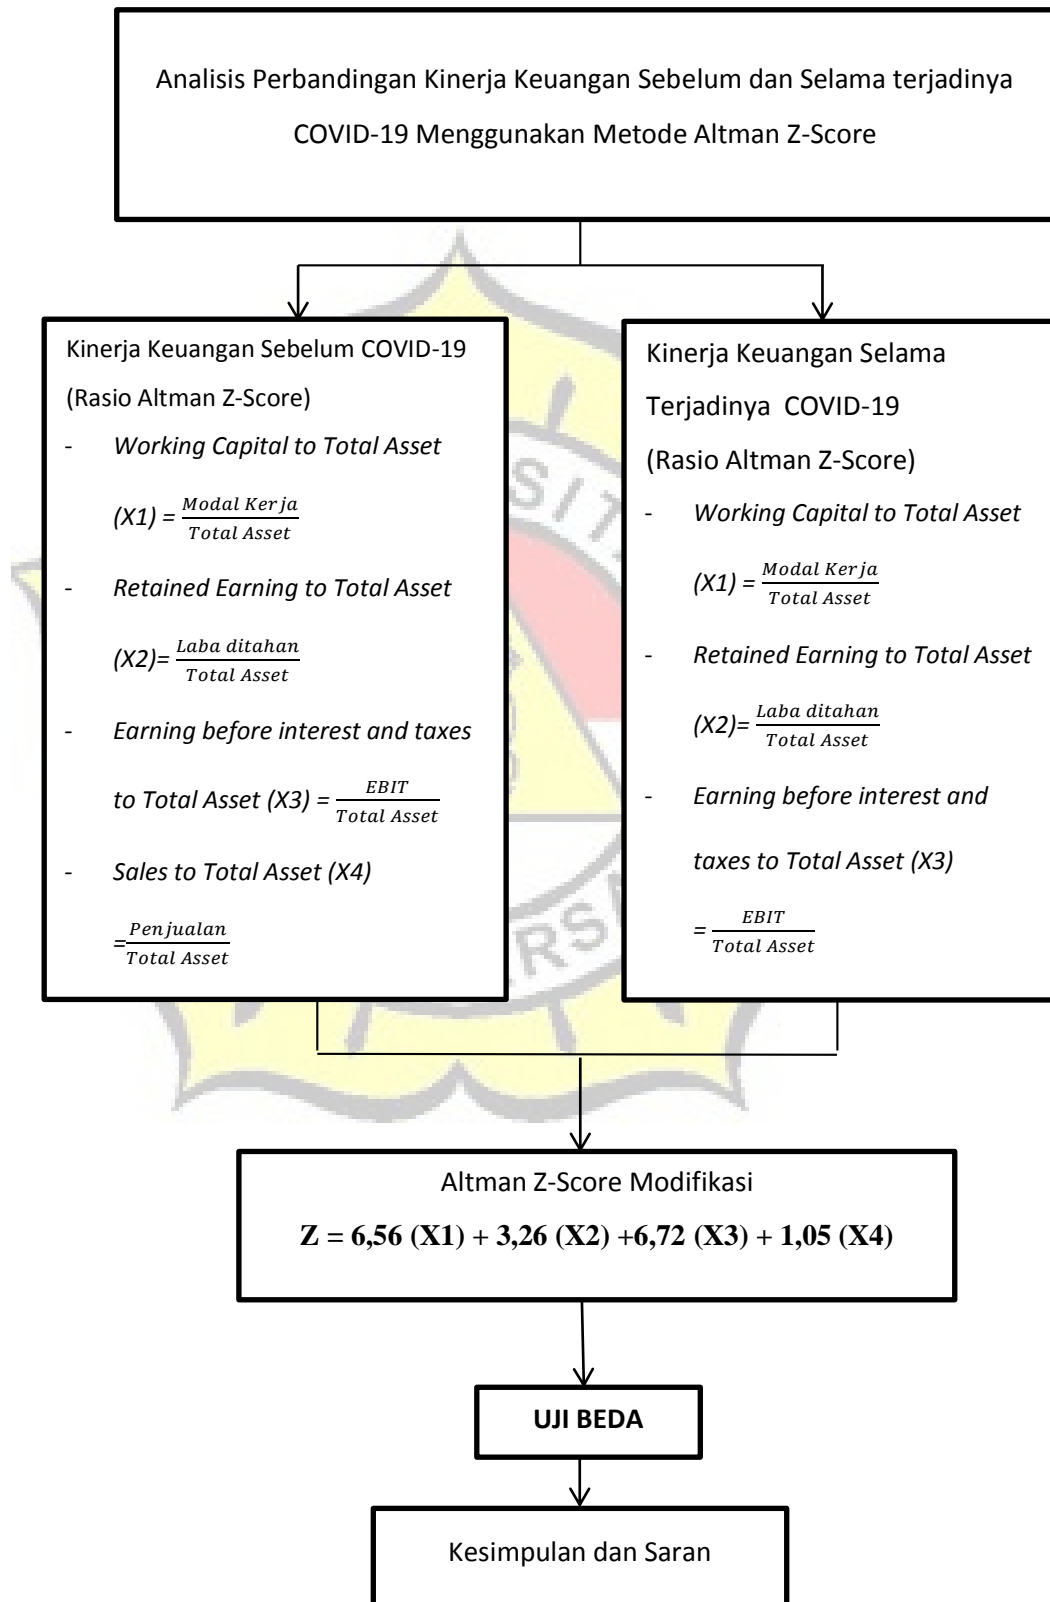 Analisis Perbandingan Kinerja Keuangan Sebelum dan Selama terjadinya
COVID-19 Menggunakan Metode Altman Z-Score
Kinerja Keuangan Sebelum COVID-19
(Rasio Altman Z-Score)
- Working Capital to Total Asset
(X1) = Modal Kerja / Total Asset
- Retained Earning to Total Asset
(X2)= Laba ditahan / Total Asset
- Earning before interest and taxes
to Total Asset (X3) = EBIT / Total Asset
- Sales to Total Asset (X4)
= Penjualan / Total Asset
Kinerja Keuangan Selama
Terjadinya COVID-19
(Rasio Altman Z-Score)
- Working Capital to Total Asset
(X1) = Modal Kerja / Total Asset
- Retained Earning to Total Asset
(X2)= Laba ditahan / Total Asset
- Earning before interest and
taxes to Total Asset (X3)
= EBIT / Total Asset
Altman Z-Score Modifikasi
Z = 6,56 (X1) + 3,26 (X2) +6,72 (X3) + 1,05 (X4)
UJI BEDA
Kesimpulan dan Saran